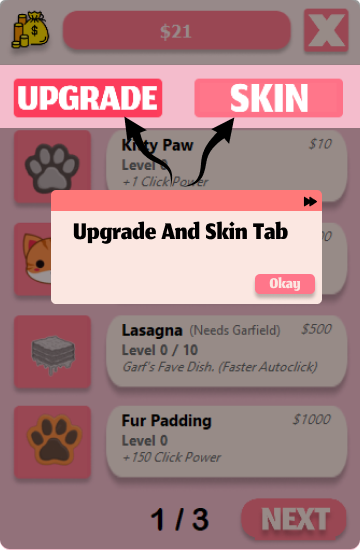 $21
X
UPGRADE
SKIN
Kitty Paw
$10
Level 0
+1 Click Power
Upgrade And Skin Tab
Okay
Lasagna (Needs Garfield)
$500
Level 0 / 10
Garf's Fave Dish. (Faster Autoclick)
Fur Padding
$1000
Level 0
+150 Click Power
1 / 3
NEXT